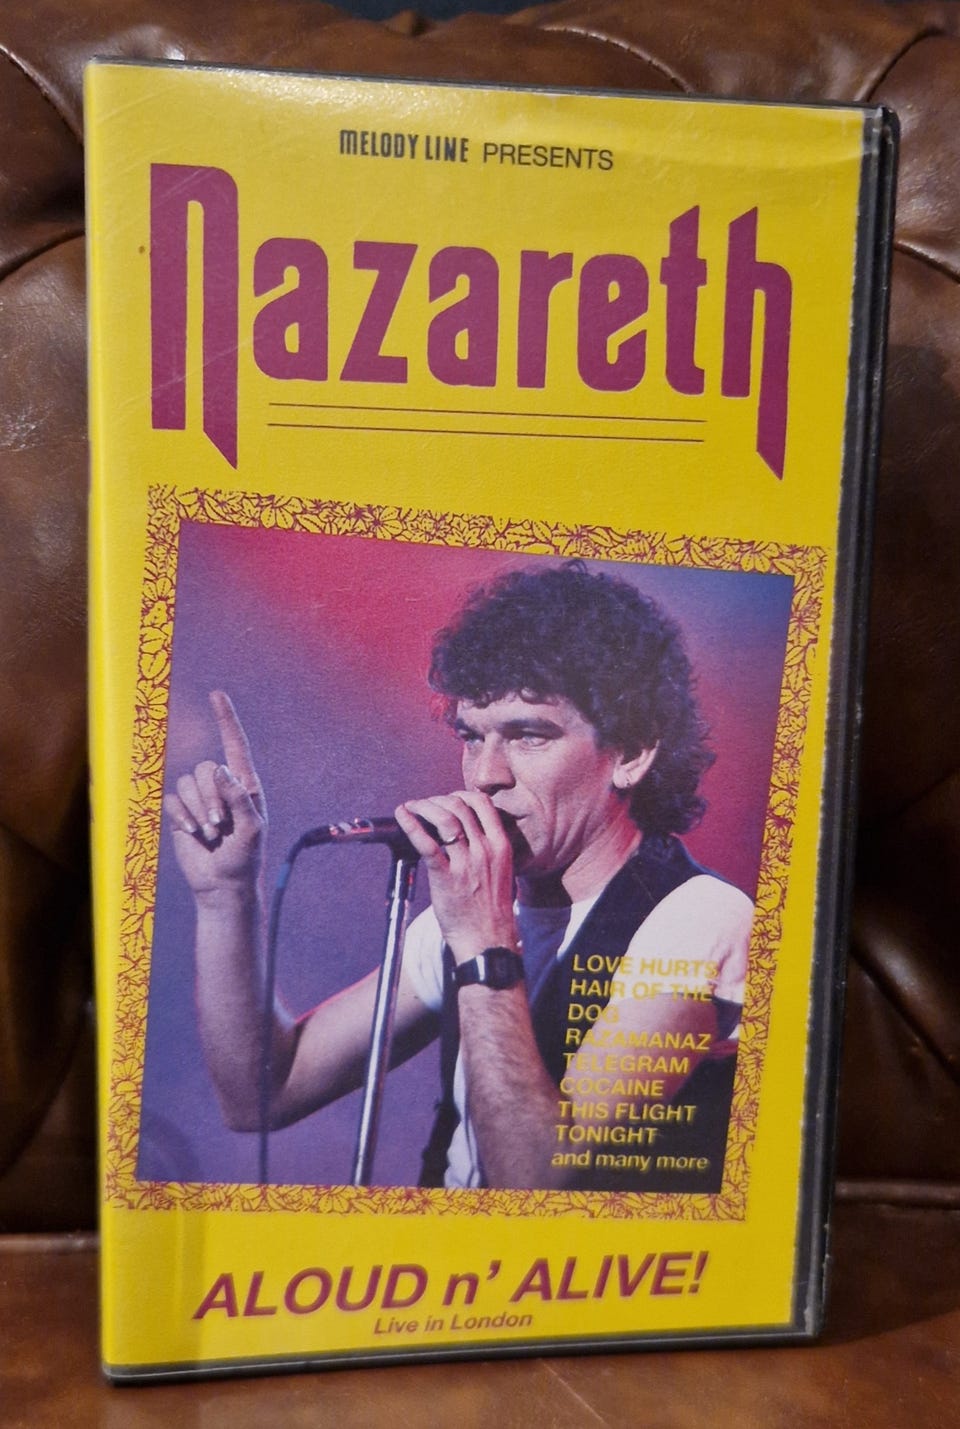 MELODY LINE PRESENTS
Nazareth
LOVE HURTS
HAIR OF THE
DOG
RAZAMANAZ
TELEGRAM
COCAINE
THIS FLIGHT
TONIGHT
and many more
ALOUD n' ALIVE!
Live in London